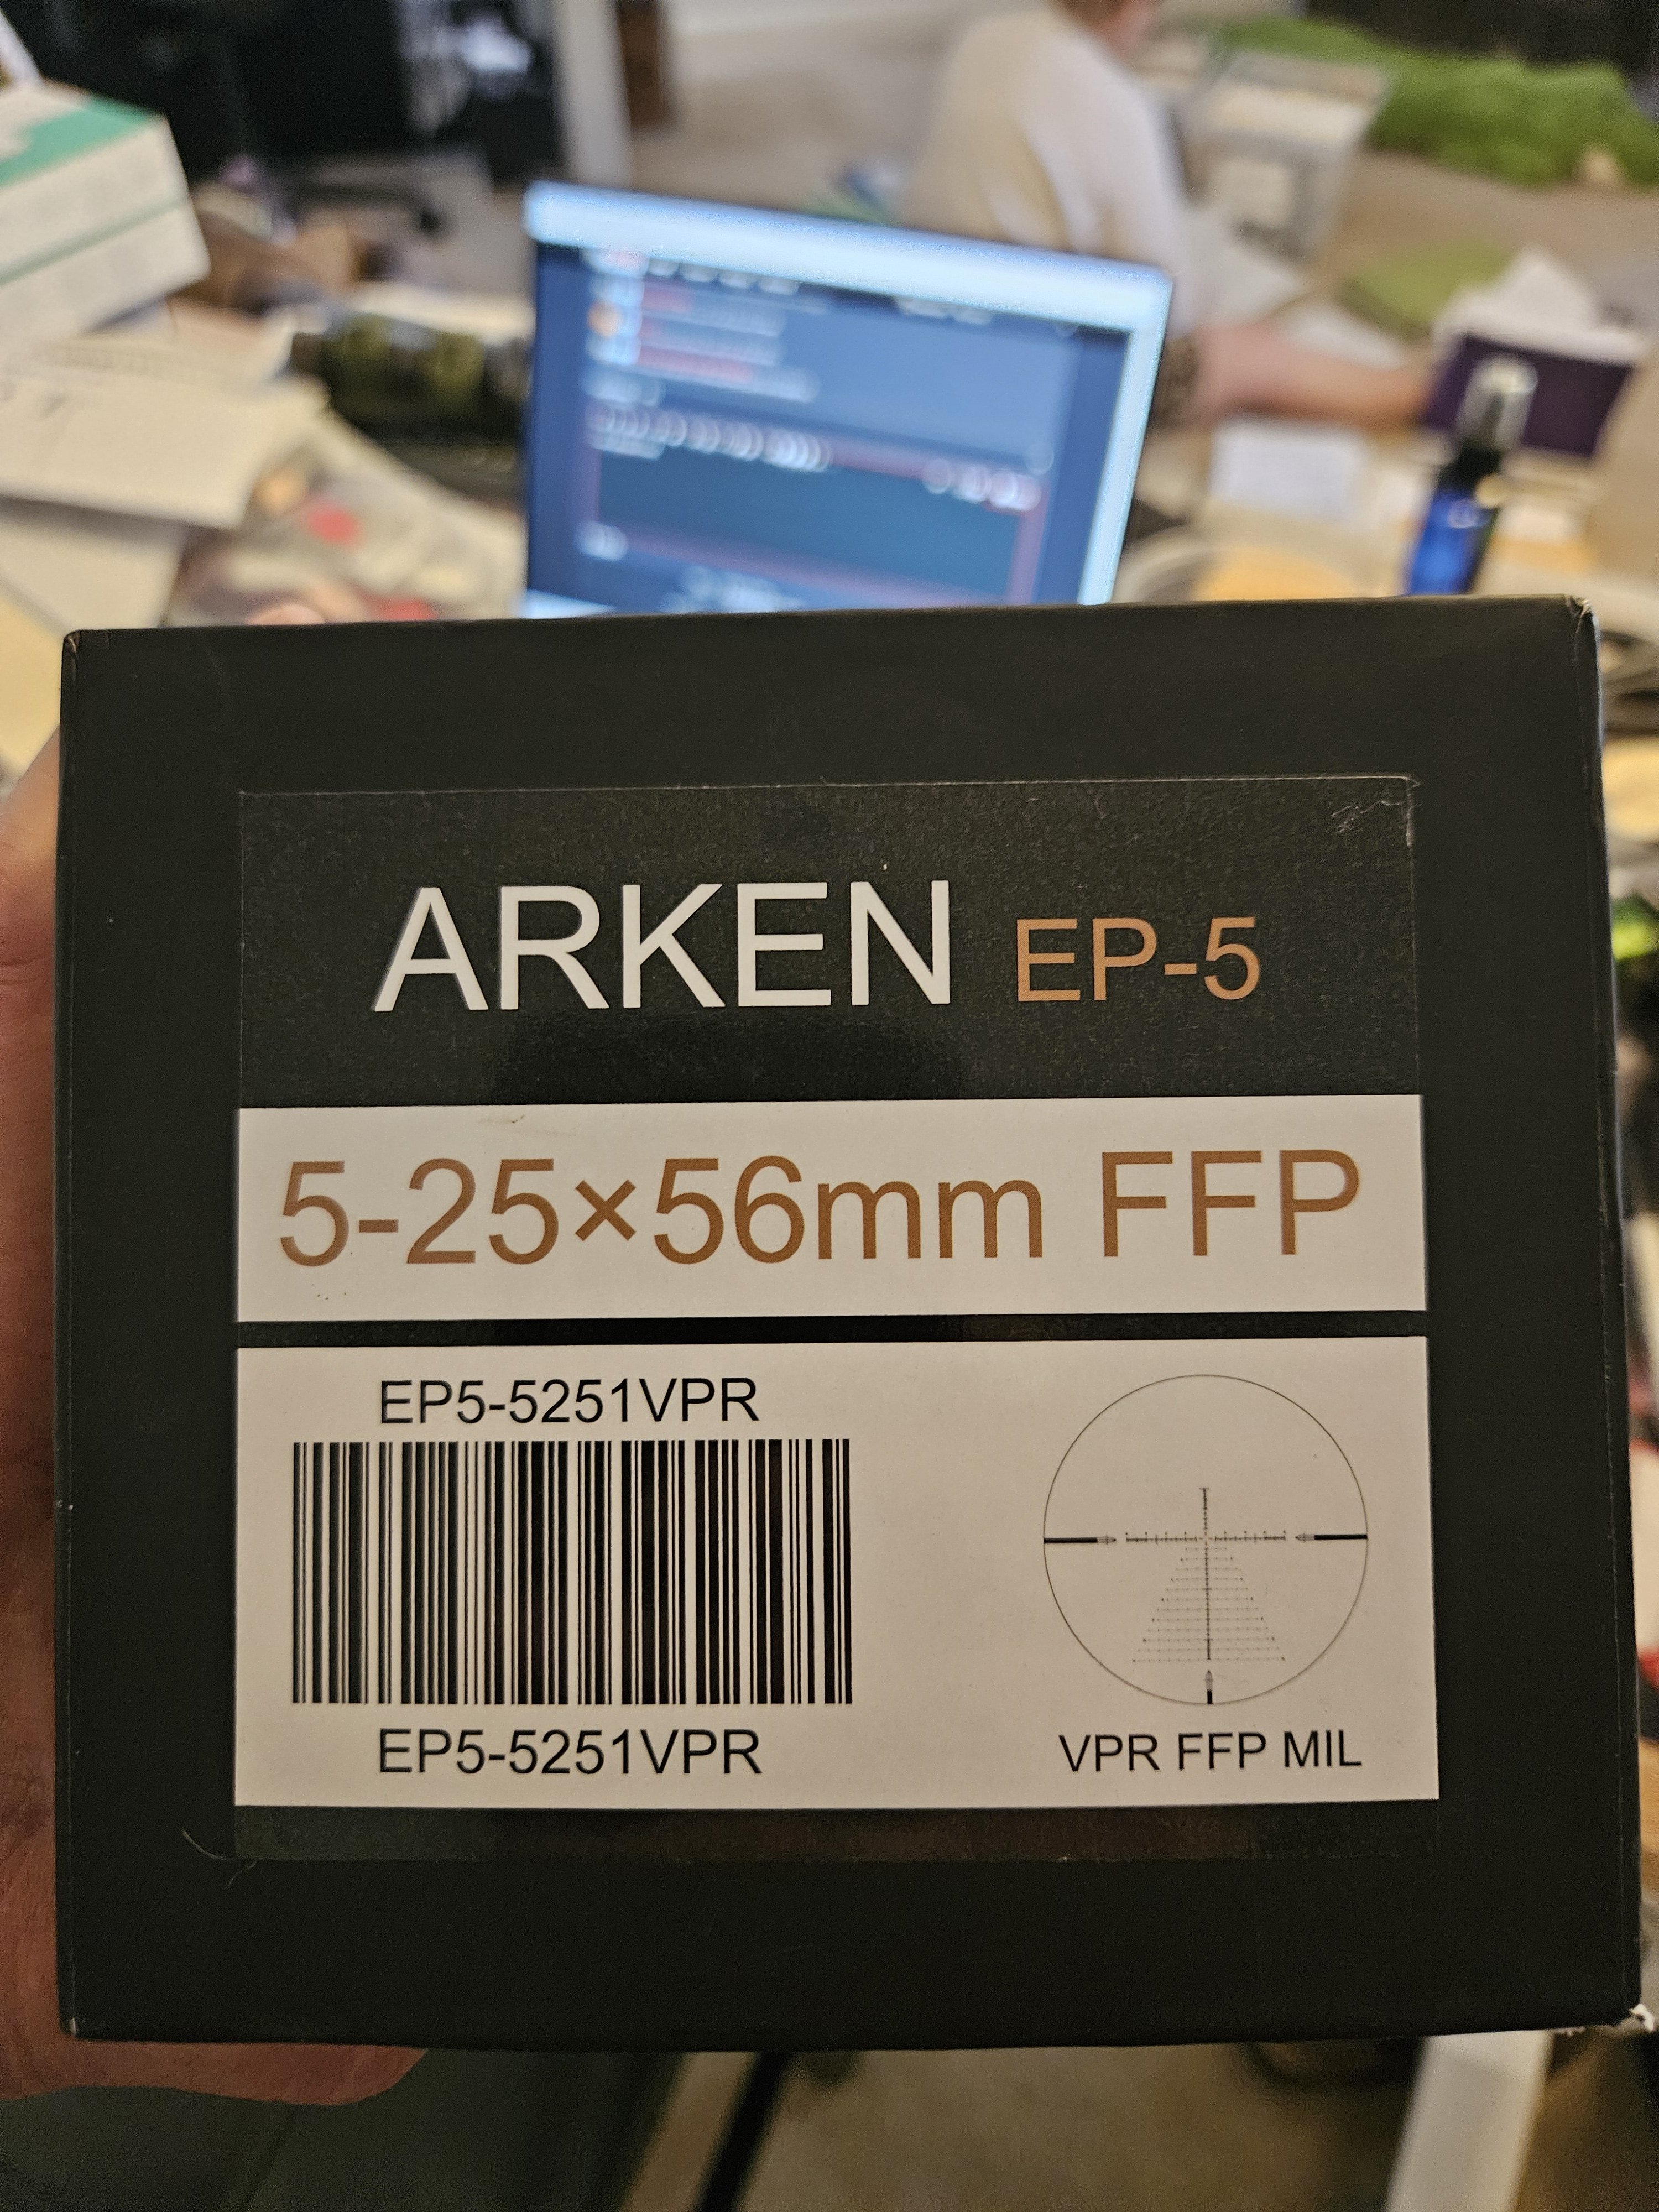 ARKEN EP-5
5-25×56mm FFP
EP5-5251VPR
EP5-5251VPR
VPR FFP MIL